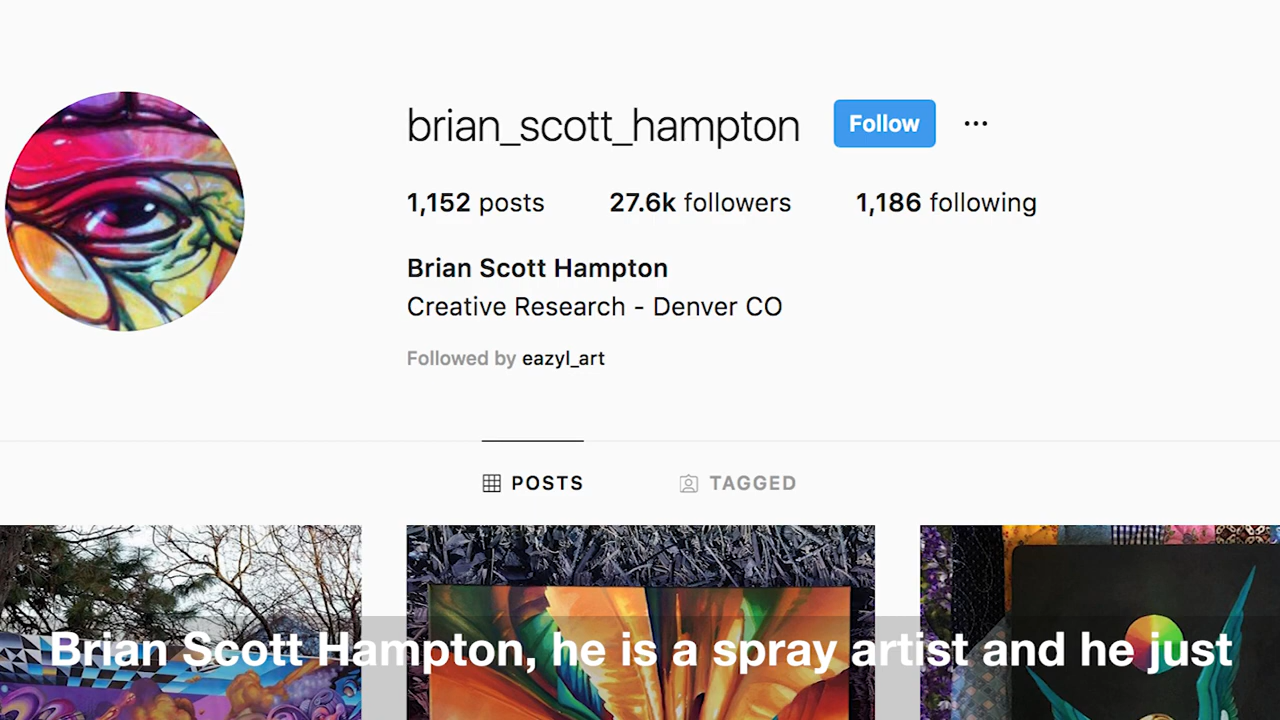 brian_scott_hampton Follow ...
1,152 posts 27.6k followers 1,186 following
Brian Scott Hampton
Creative Research - Denver CO
Followed by eazyl_art
POSTS TAGGED
Brian Scott Hampton, he is a spray artist and he just